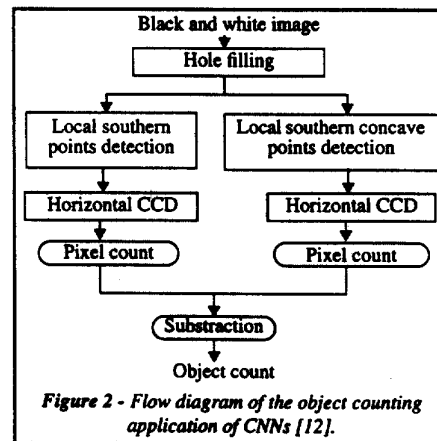 Black and white image
Hole filling
Local southern
points detection
Local southern concave
points detection
Horizontal CCD
Horizontal CCD
Pixel count
Pixel count
Substraction
Object count
Figure 2 - Flow diagram of the object counting
application of CNNs [12].